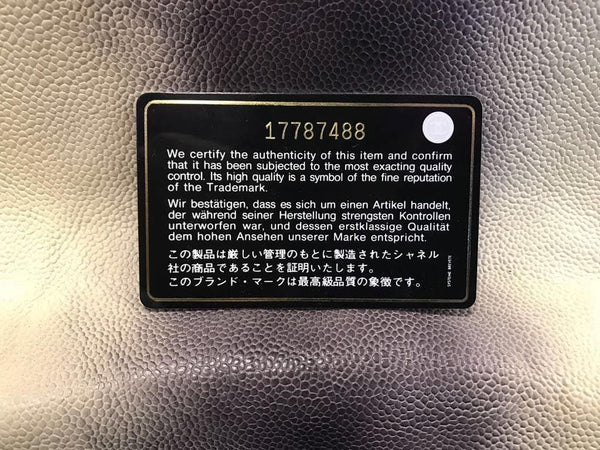 17787488
We certify the authenticity of this item and confirm
that it has been subjected to the most exacting quality
control. Its high quality is a symbol of the fine reputation
of the Trademark.
Wir bestätigen, dass es sich um einen Artikel handelt,
der während seiner Herstellung strengsten Kontrollen
unterworfen war, und dessen erstklassige Qualität
dem hohen Ansehen unserer Marke entspricht.
この製品は厳しい管理のもとに製造されたシャネル
社の商品であることを証明いたします。
このブランド・マークは最高級品質の象徴です。